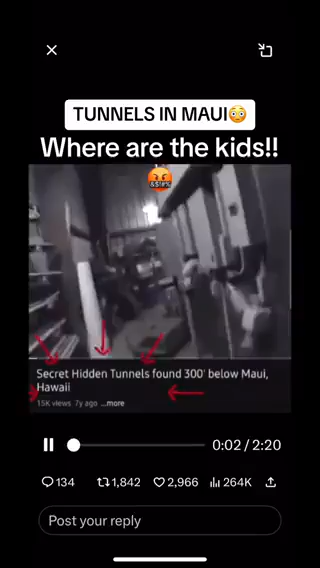 TUNNELS IN MAUI😳
Where are the kids!!
&$!#%
Secret Hidden Tunnels found 300' below Maui,
Hawaii
15K views 7y ago ...more
0:02 / 2:20
134 1,842 2,966 264K
Post your reply